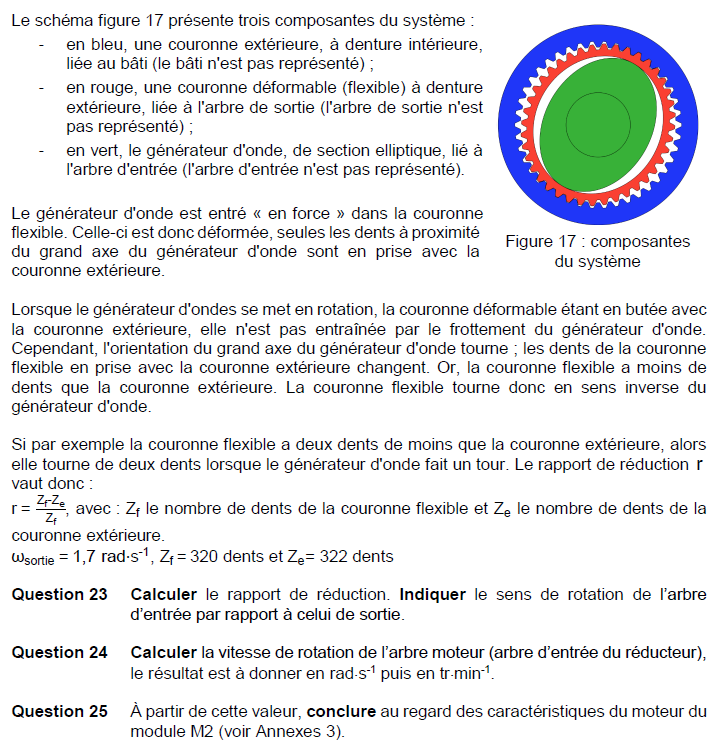 Le schéma figure 17 présente trois composantes du système :
- en bleu, une couronne extérieure, à denture intérieure,
liée au bâti (le bâti n'est pas représenté) ;
- en rouge, une couronne déformable (flexible) à denture
extérieure, liée à l'arbre de sortie (l'arbre de sortie n'est
pas représenté) ;
- en vert, le générateur d'onde, de section elliptique, lié à
l'arbre d'entrée (l'arbre d'entrée n'est pas représenté).
Le générateur d'onde est entré « en force » dans la couronne
flexible. Celle-ci est donc déformée, seules les dents à proximité
du grand axe du générateur d'onde sont en prise avec la
couronne extérieure.
Figure 17 : composantes
du système
Lorsque le générateur d'ondes se met en rotation, la couronne déformable étant en butée avec
la couronne extérieure, elle n'est pas entraînée par le frottement du générateur d'onde.
Cependant, l'orientation du grand axe du générateur d'onde tourne ; les dents de la couronne
flexible en prise avec la couronne extérieure changent. Or, la couronne flexible a moins de
dents que la couronne extérieure. La couronne flexible tourne donc en sens inverse du
générateur d'onde.
Si par exemple la couronne flexible a deux dents de moins que la couronne extérieure, alors
elle tourne de deux dents lorsque le générateur d'onde fait un tour. Le rapport de réduction r
vaut donc :
r = (Zf-Ze)/Zf, avec : Zf le nombre de dents de la couronne flexible et Ze le nombre de dents de la
couronne extérieure.
ωsortie = 1,7 rad·s⁻¹, Zf = 320 dents et Ze= 322 dents
Question 23 Calculer le rapport de réduction. Indiquer le sens de rotation de l'arbre
d'entrée par rapport à celui de sortie.
Question 24 Calculer la vitesse de rotation de l'arbre moteur (arbre d'entrée du réducteur),
le résultat est à donner en rad·s⁻¹ puis en tr·min⁻¹.
Question 25 À partir de cette valeur, conclure au regard des caractéristiques du moteur du
module M2 (voir Annexes 3).